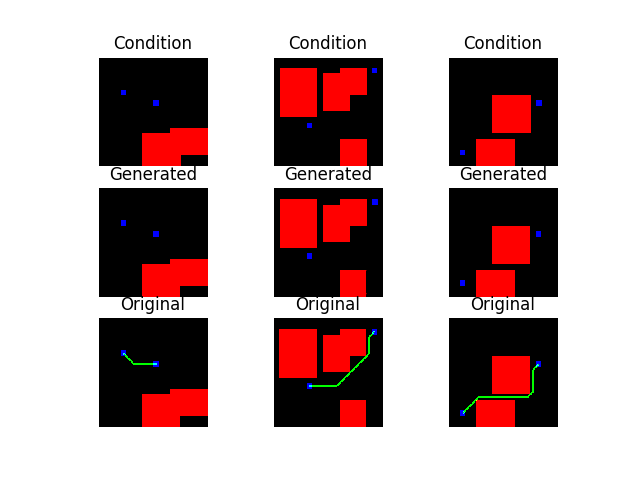 Condition Condition Condition
Generated Generated Generated
Original Original Original